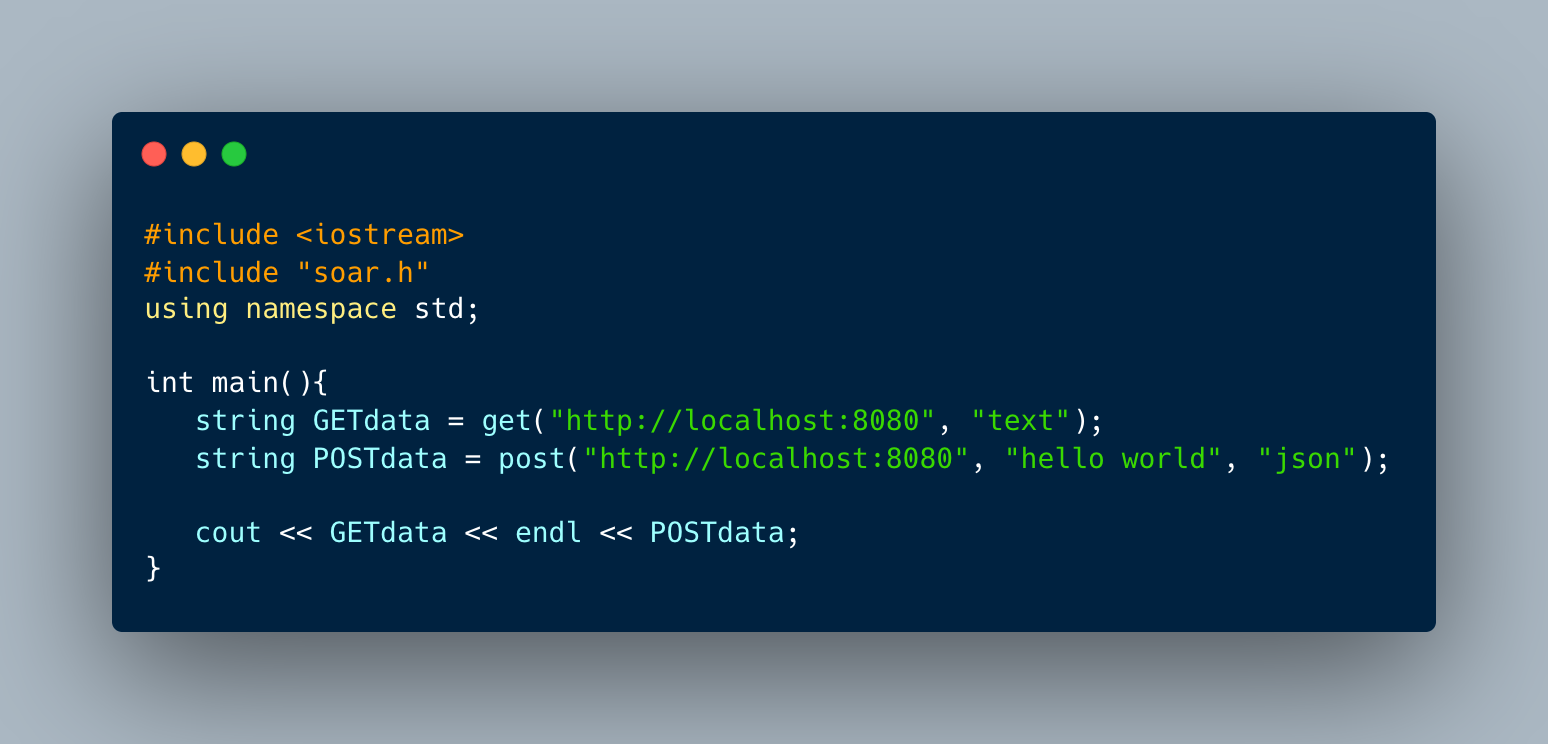 #include <iostream>
#include "soar.h"
using namespace std;
int main(){
string GETdata = get("http://localhost:8080", "text");
string POSTdata = post("http://localhost:8080", "hello world", "json");
cout << GETdata << endl << POSTdata;
}